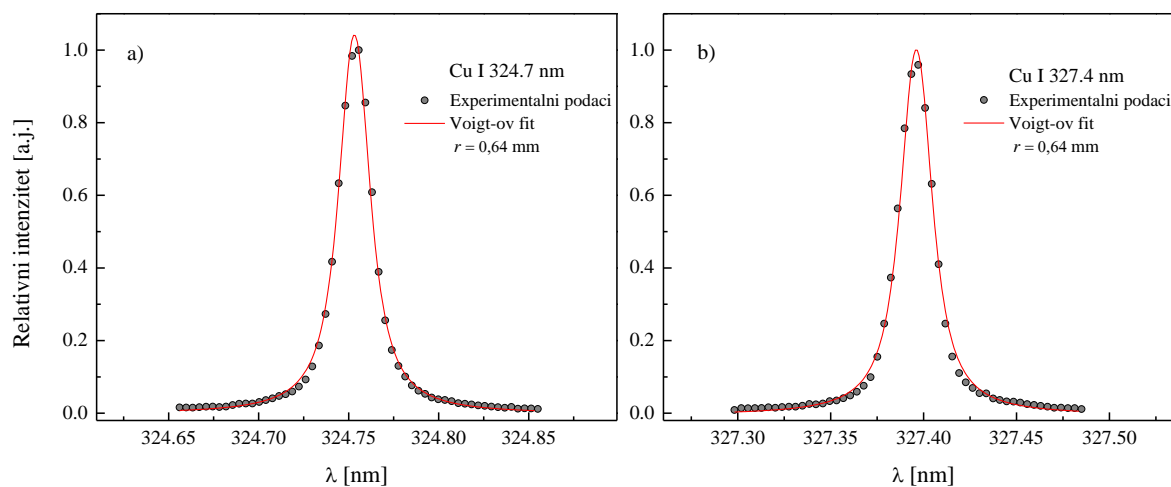 a)
Cu I 324.7 nm
Experimentalni podaci
Voigt-ov fit
r = 0,64 mm
Relativni intenzitet [a.j.]
1.0
0.8
0.6
0.4
0.2
0.0
324.65 324.70 324.75 324.80 324.85
λ [nm]
b)
Cu I 327.4 nm
Experimentalni podaci
Voigt-ov fit
r = 0,64 mm
1.0
0.8
0.6
0.4
0.2
0.0
327.30 327.35 327.40 327.45 327.50
λ [nm]